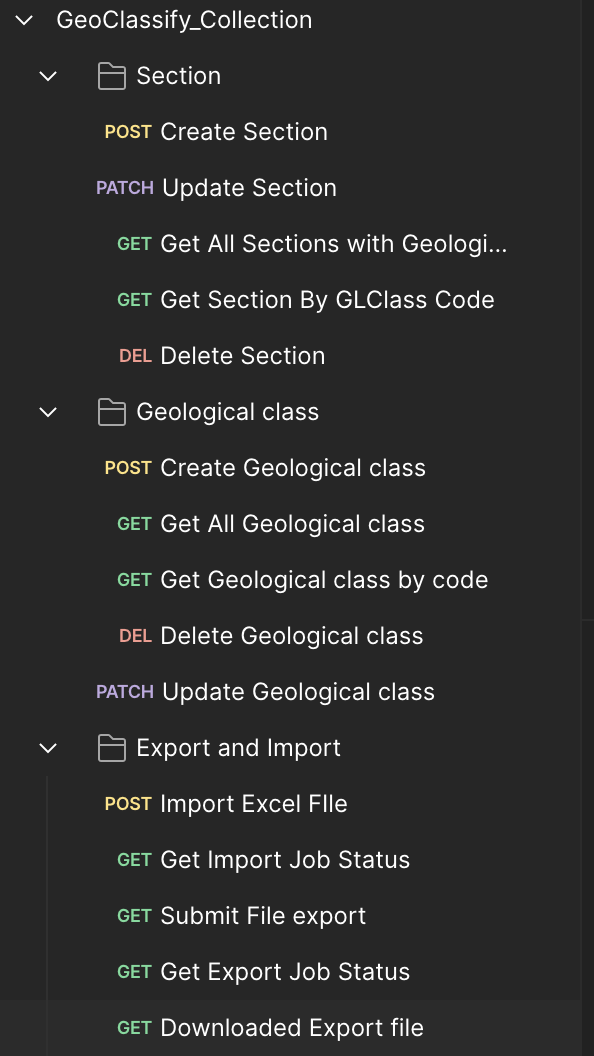 GeoClassify_Collection
Section
POST Create Section
PATCH Update Section
GET Get All Sections with Geologi...
GET Get Section By GLClass Code
DEL Delete Section
Geological class
POST Create Geological class
GET Get All Geological class
GET Get Geological class by code
DEL Delete Geological class
PATCH Update Geological class
Export and Import
POST Import Excel FIle
GET Get Import Job Status
GET Submit File export
GET Get Export Job Status
GET Downloaded Export file